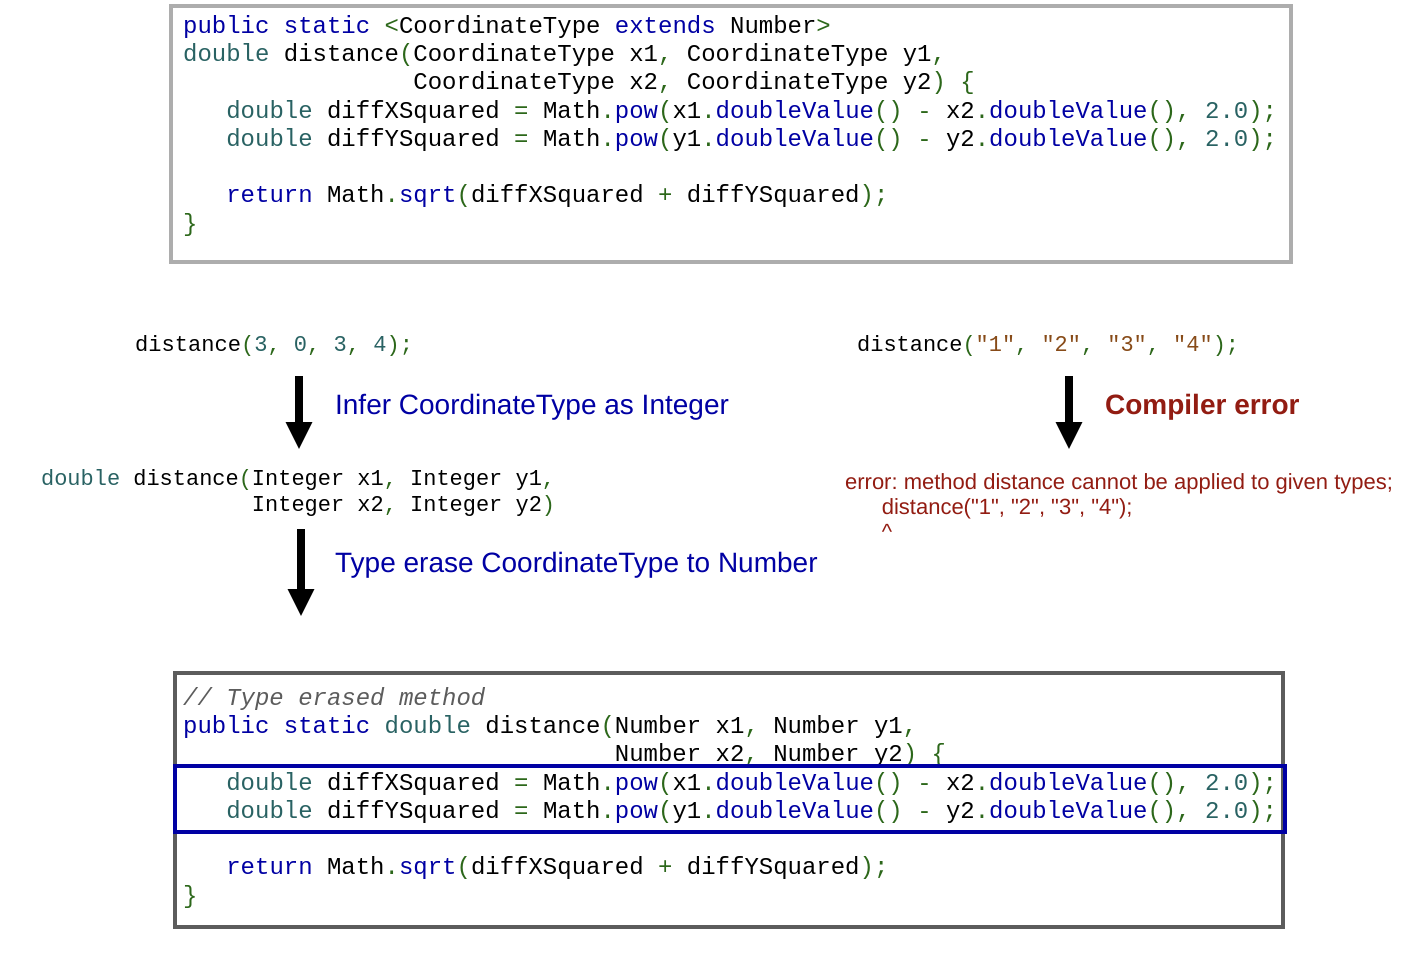 public static <CoordinateType extends Number>
double distance(CoordinateType x1, CoordinateType y1,
                CoordinateType x2, CoordinateType y2) {
   double diffXSquared = Math.pow(x1.doubleValue() - x2.doubleValue(), 2.0);
   double diffYSquared = Math.pow(y1.doubleValue() - y2.doubleValue(), 2.0);

   return Math.sqrt(diffXSquared + diffYSquared);
}
distance(3, 0, 3, 4);
Infer CoordinateType as Integer
double distance(Integer x1, Integer y1,
                Integer x2, Integer y2)
Type erase CoordinateType to Number
distance("1", "2", "3", "4");
Compiler error
error: method distance cannot be applied to given types;
      distance("1", "2", "3", "4");
      ^
// Type erased method
public static double distance(Number x1, Number y1,
                              Number x2, Number y2) {
   double diffXSquared = Math.pow(x1.doubleValue() - x2.doubleValue(), 2.0);
   double diffYSquared = Math.pow(y1.doubleValue() - y2.doubleValue(), 2.0);

   return Math.sqrt(diffXSquared + diffYSquared);
}